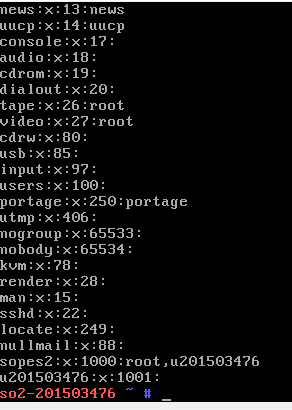 news:x:13:news
uucp:x:14:uucp
console:x:17:
audio:x:18:
cdrom:x:19:
dialout:x:20:
tape:x:26:root
video:x:27:root
cdrw:x:80:
usb:x:85:
input:x:97:
users:x:100:
portage:x:250:portage
utmp:x:406:
nogroup:x:65533:
nobody:x:65534:
kvm:x:78:
render:x:28:
man:x:15:
sshd:x:22:
locate:x:249:
nullmail:x:88:
sopes2:x:1000:root,u201503476
u201503476:x:1001:
so2-201503476 ~ # _